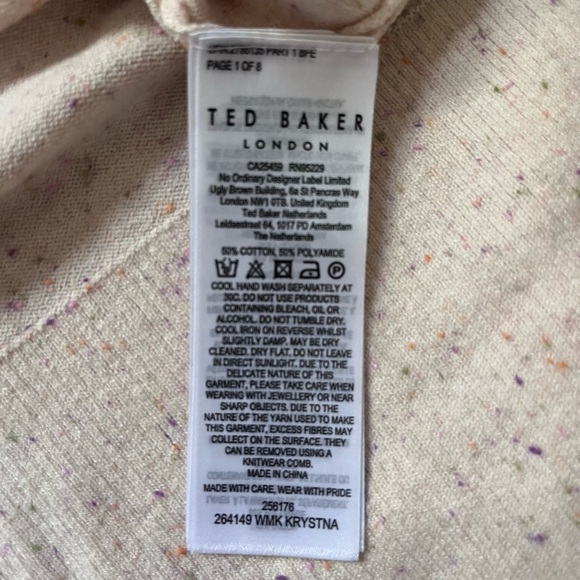 PART 1 BFE
PAGE 1 OF 8
TED BAKER
LONDON
CA25459 RN95229
No Ordinary Designer Label Limited
Ugly Brown Building, 6a St Pancras Way
London NW1 0TB. United Kingdom
Ted Baker Netherlands
Leidsestraat 64, 1017 PD Amsterdam
The Netherlands
50% COTTON, 50% POLYAMIDE
P
COOL HAND WASH SEPARATELY AT
30C. DO NOT USE PRODUCTS
CONTAINING BLEACH, OIL OR
ALCOHOL. DO NOT TUMBLE DRY.
COOL IRON ON REVERSE WHILST
SLIGHTLY DAMP. MAY BE DRY
CLEANED. DRY FLAT. DO NOT LEAVE
IN DIRECT SUNLIGHT. DUE TO THE
DELICATE NATURE OF THIS
GARMENT, PLEASE TAKE CARE WHEN
WEARING WITH JEWELLERY OR NEAR
SHARP OBJECTS. DUE TO THE
NATURE OF THE YARN USED TO MAKE
THIS GARMENT, EXCESS FIBRES MAY
COLLECT ON THE SURFACE. THEY
CAN BE REMOVED USING A
KNITWEAR COMB.
MADE IN CHINA
MADE WITH CARE, WEAR WITH PRIDE
256176
264149 WMK KRYSTNA